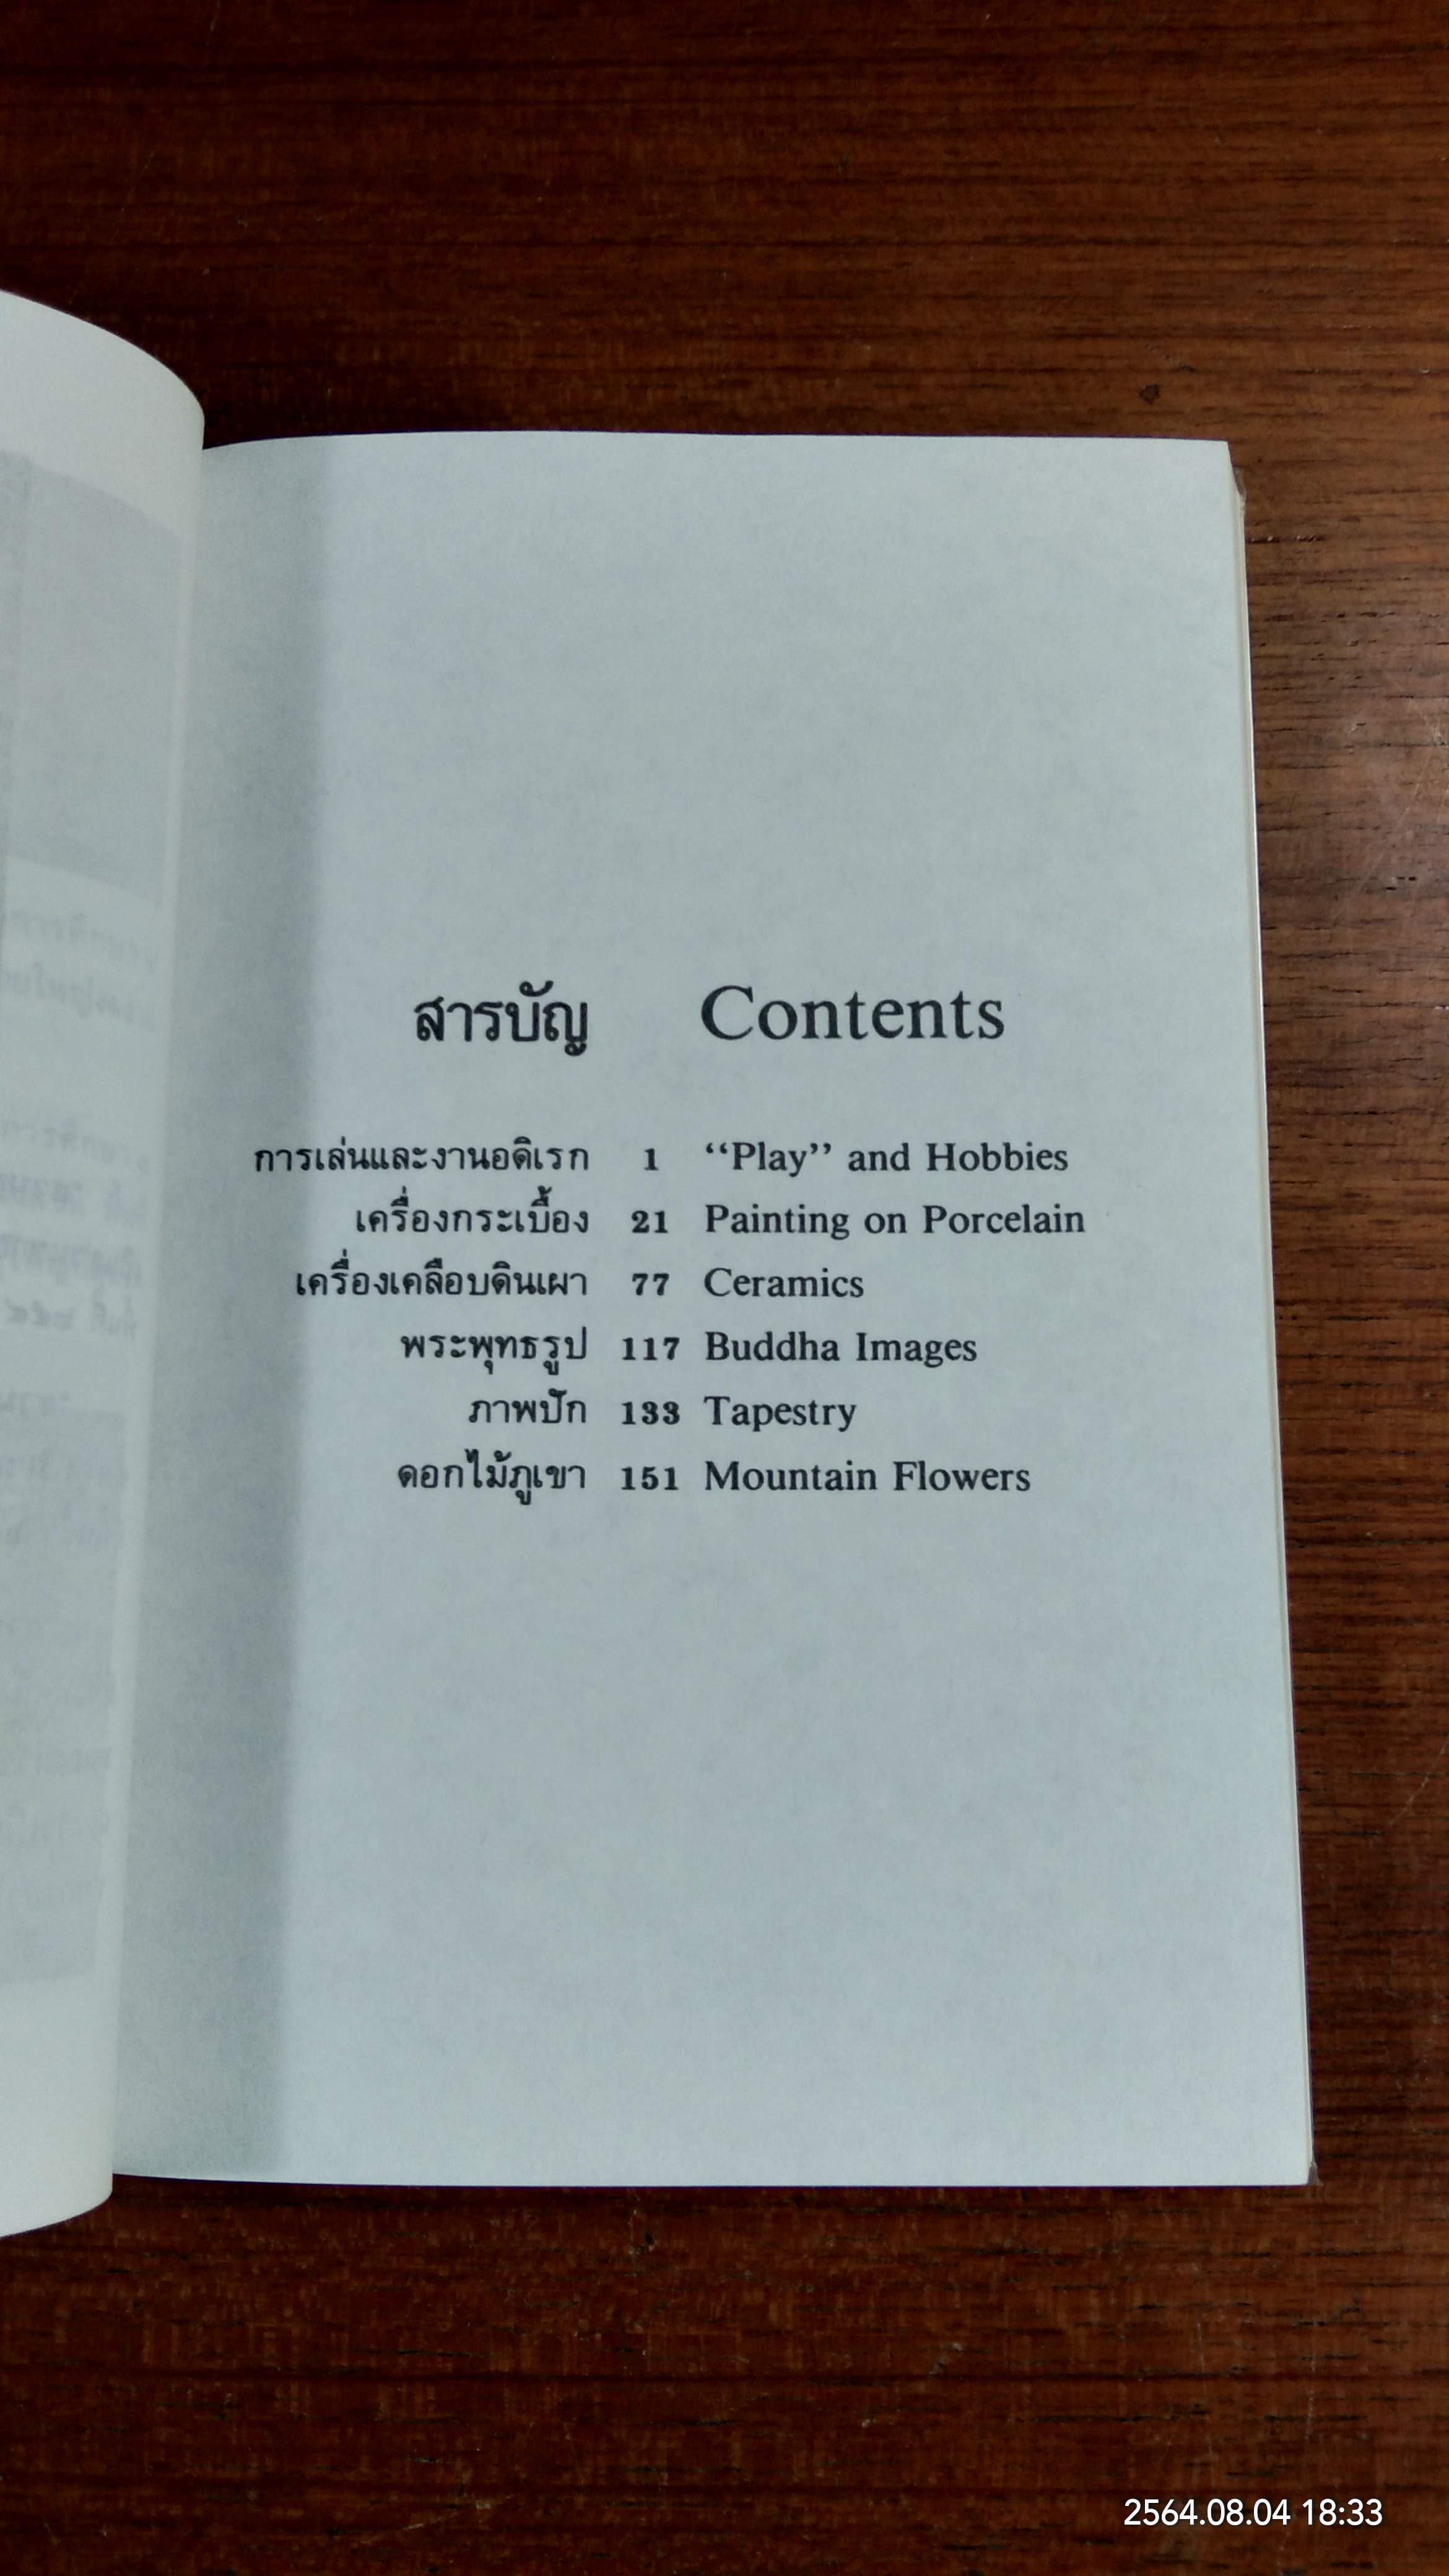 สารบัญ Contents
การเล่นและงานอดิเรก 1 “Play” and Hobbies
เครื่องกระเบื้อง 21 Painting on Porcelain
เครื่องเคลือบดินเผา 77 Ceramics
พระพุทธรูป 117 Buddha Images
ภาพปัก 133 Tapestry
ดอกไม้ภูเขา 151 Mountain Flowers
2564.08.04 18:33